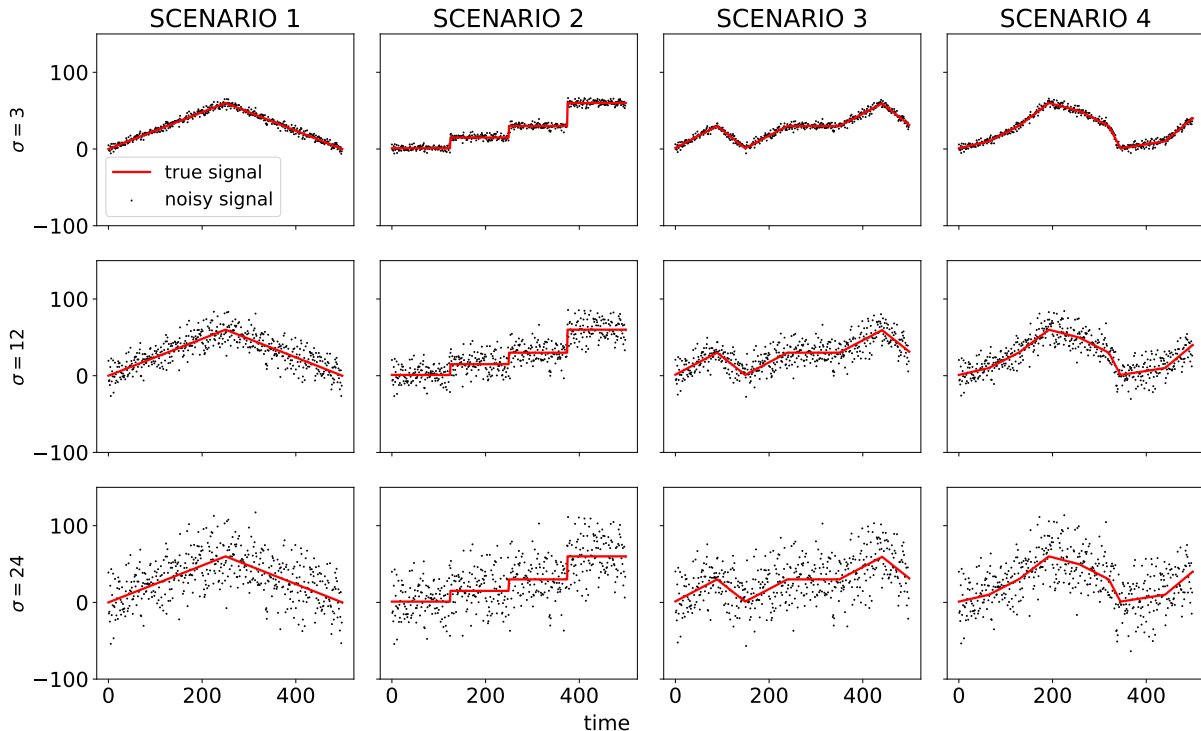 SCENARIO 1 SCENARIO 2 SCENARIO 3 SCENARIO 4
100
0
−100
σ = 3
true signal
noisy signal
100
0
−100
σ = 12
100
0
−100
σ = 24
0 200 400 0 200 400 0 200 400 0 200 400
time